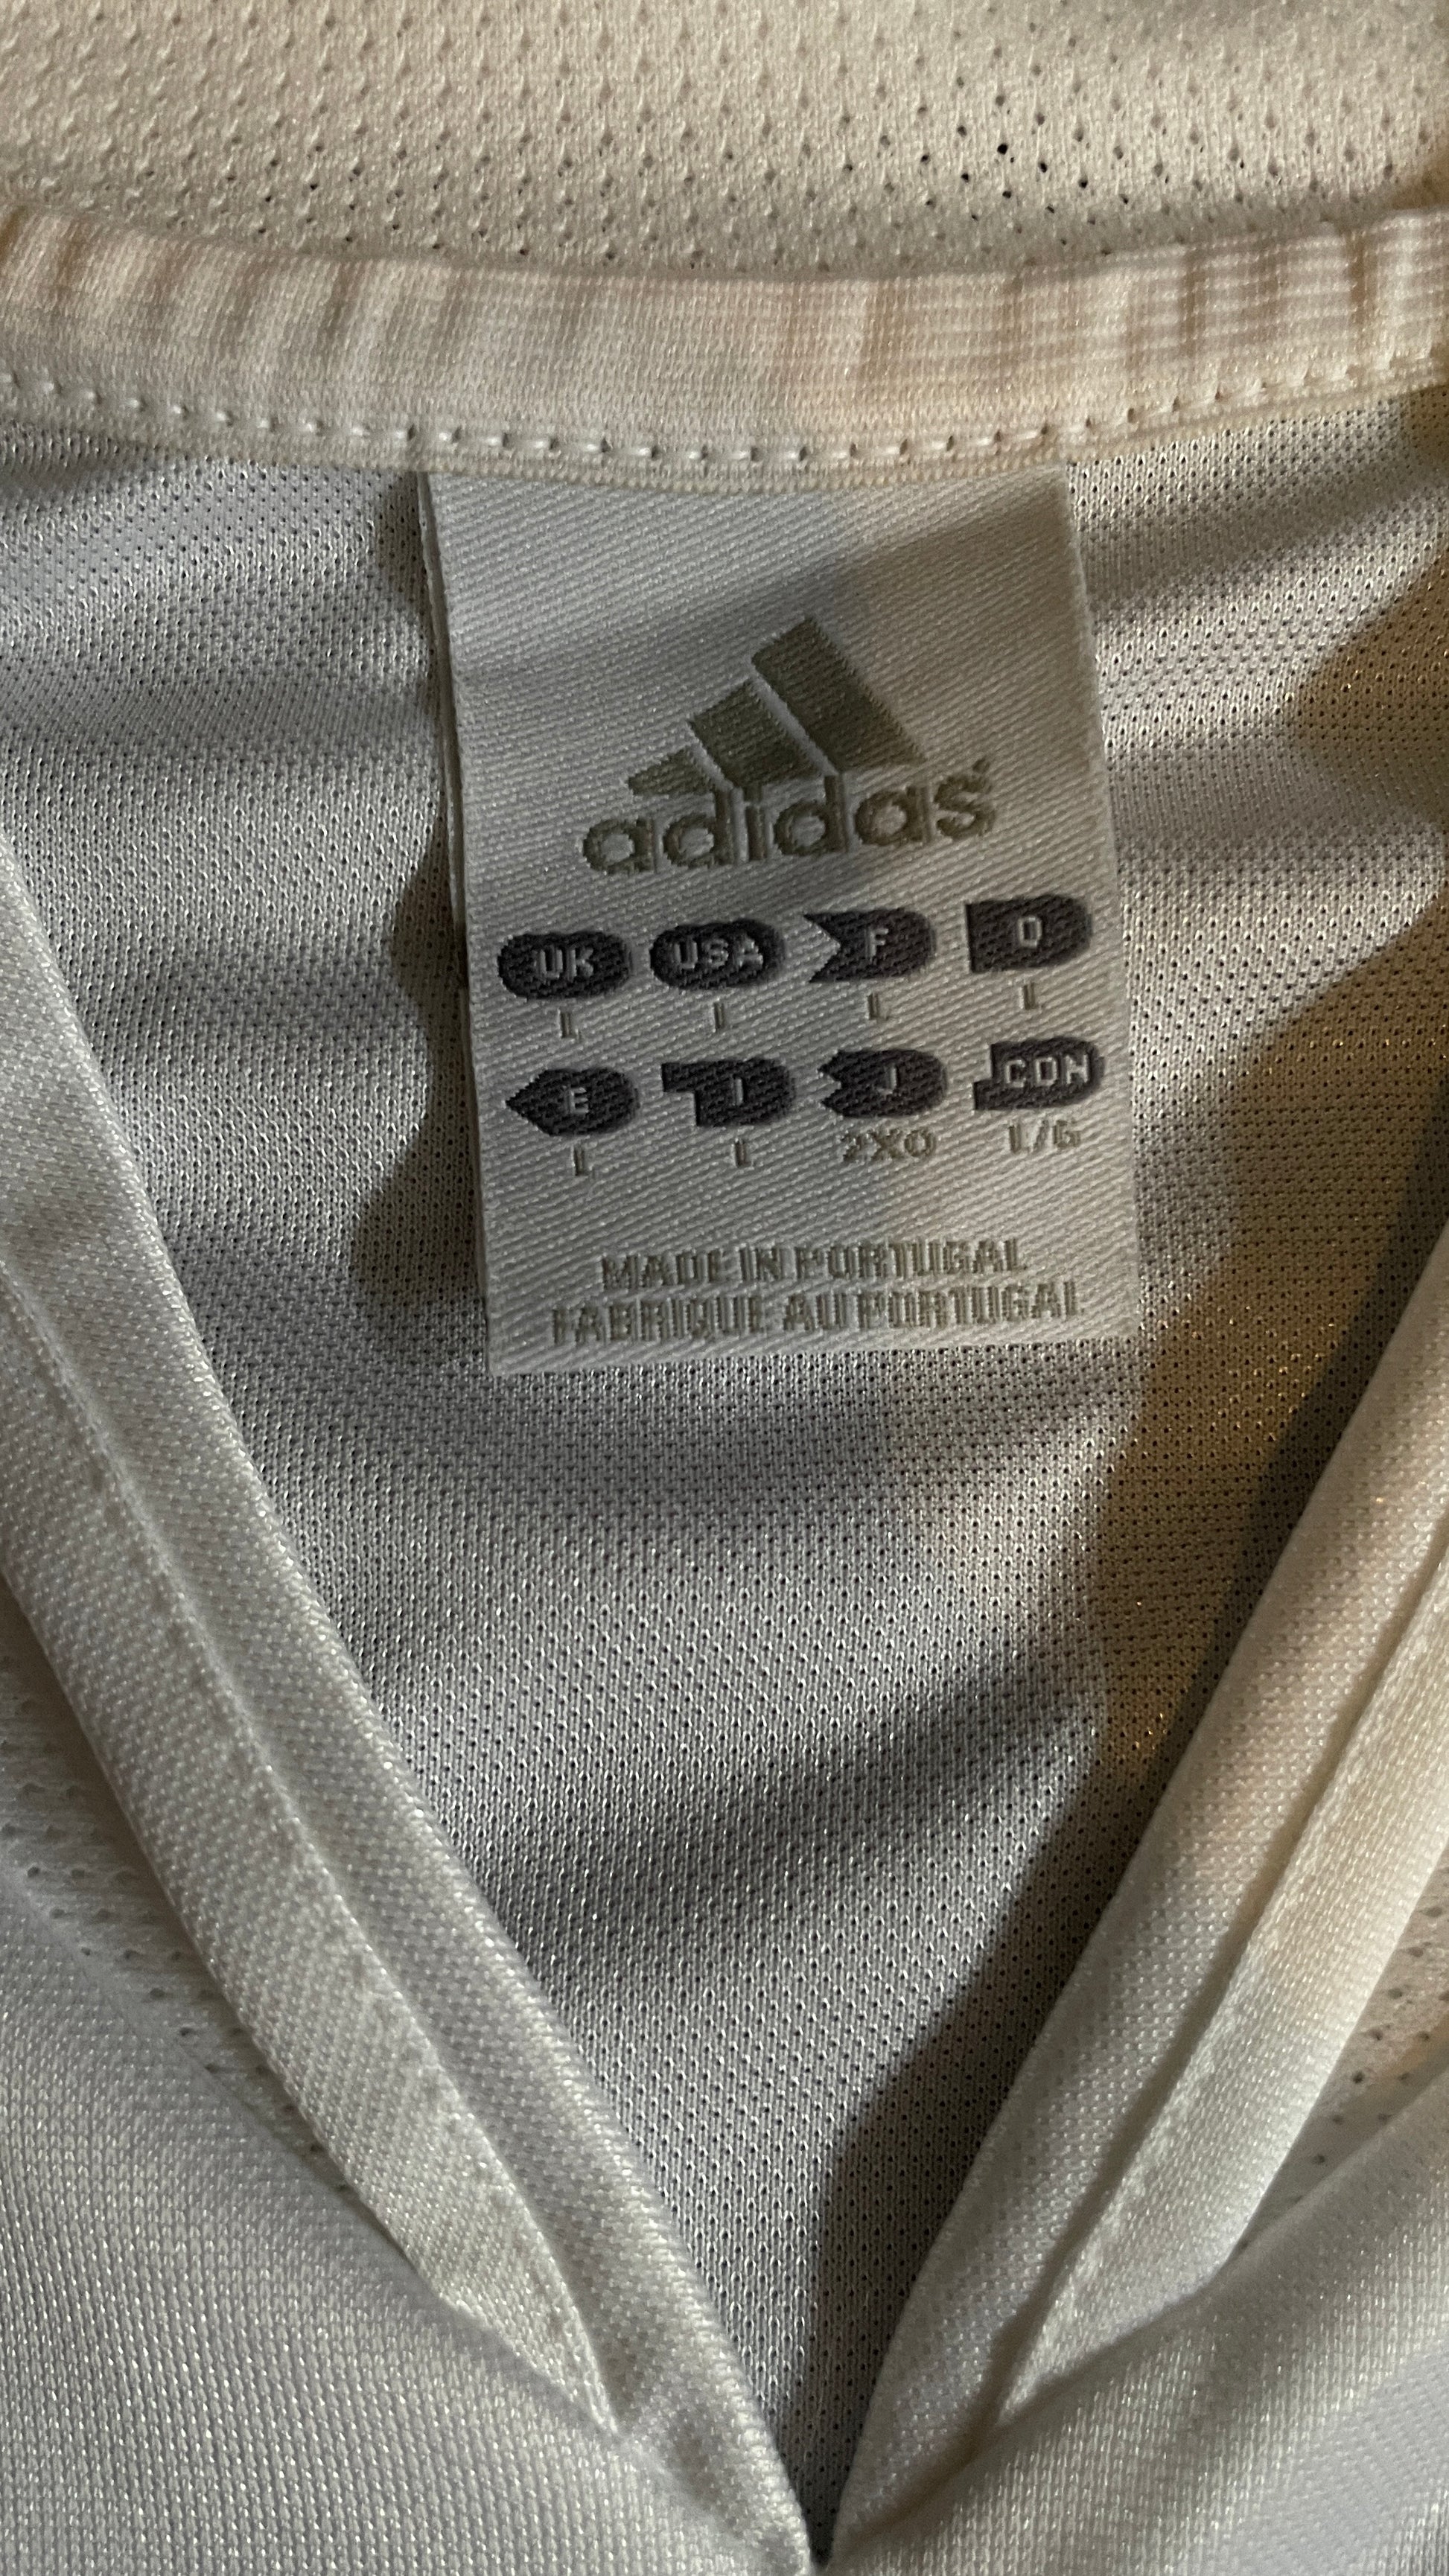 adidas
UK USA F D
L L L L
E I J CDN
L L 2XO L/G
MADE IN PORTUGAL
FABRIQUE AU PORTUGAL